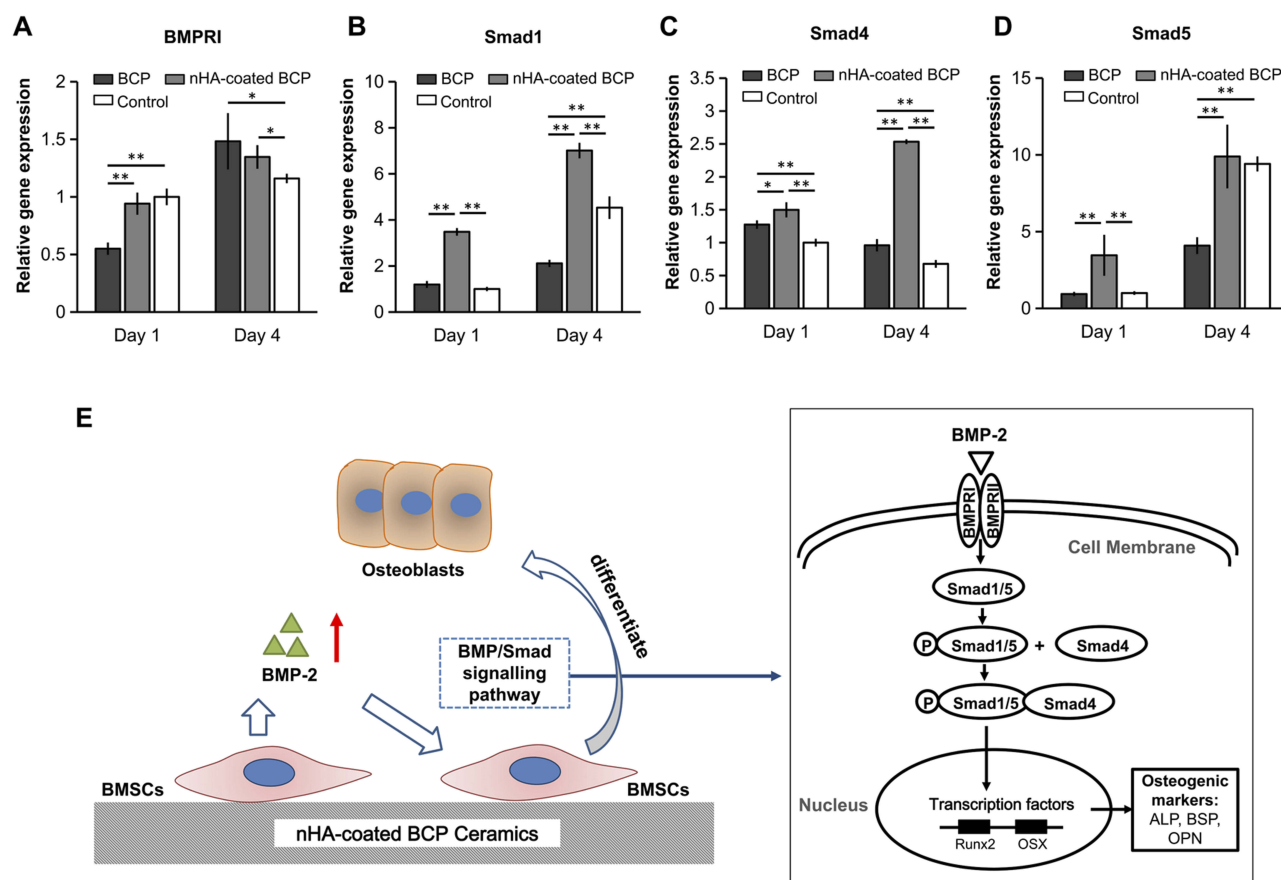 A
BMPRI
BCP nHA-coated BCP
Control
Relative gene expression
2
1.5
1
0.5
0
*
*
**
**
Day 1 Day 4
B
Smad1
BCP nHA-coated BCP
Control
Relative gene expression
10
8
6
4
2
0
**
** **
** **
Day 1 Day 4
C
Smad4
BCP nHA-coated BCP
Control
Relative gene expression
3.5
3
2.5
2
1.5
1
0.5
0
**
** **
**
* **
Day 1 Day 4
D
Smad5
BCP nHA-coated BCP
Control
Relative gene expression
15
10
5
0
**
**
** **
Day 1 Day 4
E
Osteoblasts
differentiate
BMP-2
BMP/Smad
signalling
pathway
BMSCs
BMSCs
nHA-coated BCP Ceramics
BMP-2
BMPRI
BMPRII
Cell Membrane
Smad1/5
P Smad1/5 + Smad4
P Smad1/5 Smad4
Nucleus
Transcription factors
Runx2 OSX
Osteogenic
markers:
ALP, BSP,
OPN